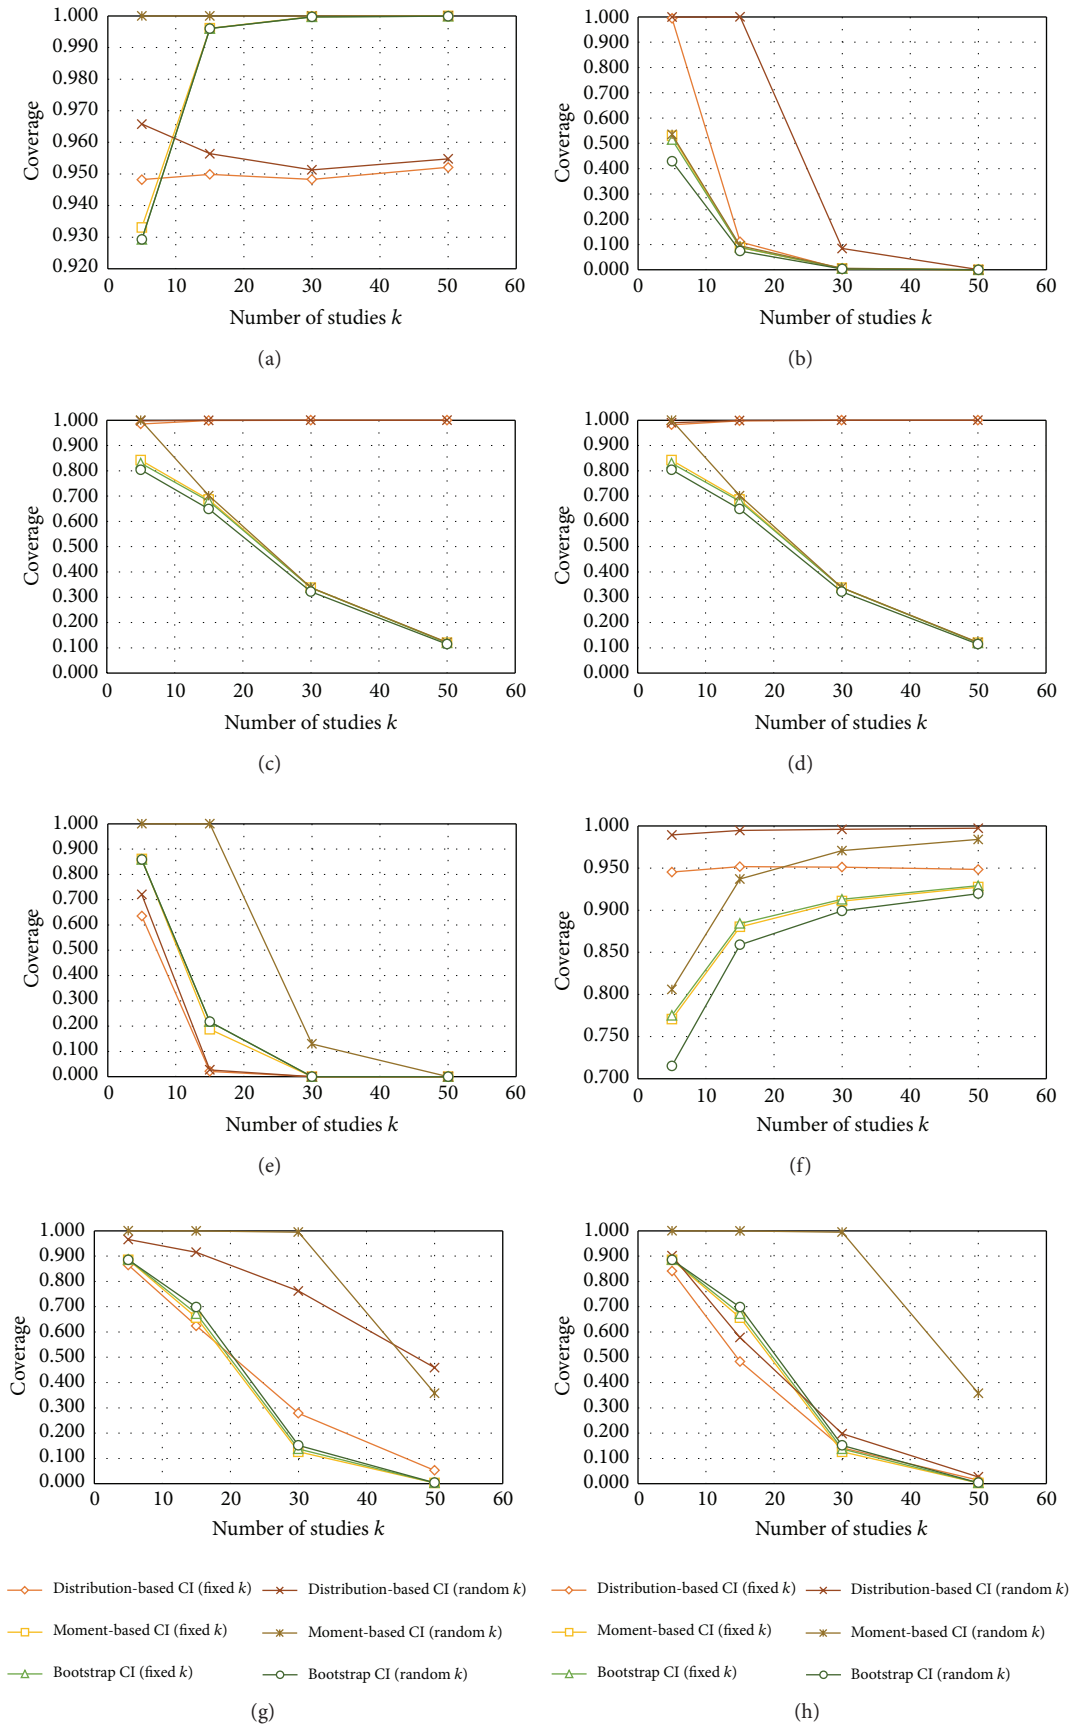 1.000
0.990
0.980
0.970
0.960
0.950
0.940
0.930
0.920
Coverage
0 10 20 30 40 50 60
Number of studies k
(a)
1.000
0.900
0.800
0.700
0.600
0.500
0.400
0.300
0.200
0.100
0.000
Coverage
0 10 20 30 40 50 60
Number of studies k
(b)
1.000
0.900
0.800
0.700
0.600
0.500
0.400
0.300
0.200
0.100
0.000
Coverage
0 10 20 30 40 50 60
Number of studies k
(c)
1.000
0.900
0.800
0.700
0.600
0.500
0.400
0.300
0.200
0.100
0.000
Coverage
0 10 20 30 40 50 60
Number of studies k
(d)
1.000
0.900
0.800
0.700
0.600
0.500
0.400
0.300
0.200
0.100
0.000
Coverage
0 10 20 30 40 50 60
Number of studies k
(e)
1.000
0.950
0.900
0.850
0.800
0.750
0.700
Coverage
0 10 20 30 40 50 60
Number of studies k
(f)
1.000
0.900
0.800
0.700
0.600
0.500
0.400
0.300
0.200
0.100
0.000
Coverage
0 10 20 30 40 50 60
Number of studies k
Distribution-based CI (fixed k) Distribution-based CI (random k)
Moment-based CI (fixed k) Moment-based CI (random k)
Bootstrap CI (fixed k) Bootstrap CI (random k)
(g)
1.000
0.900
0.800
0.700
0.600
0.500
0.400
0.300
0.200
0.100
0.000
Coverage
0 10 20 30 40 50 60
Number of studies k
Distribution-based CI (fixed k) Distribution-based CI (random k)
Moment-based CI (fixed k) Moment-based CI (random k)
Bootstrap CI (fixed k) Bootstrap CI (random k)
(h)